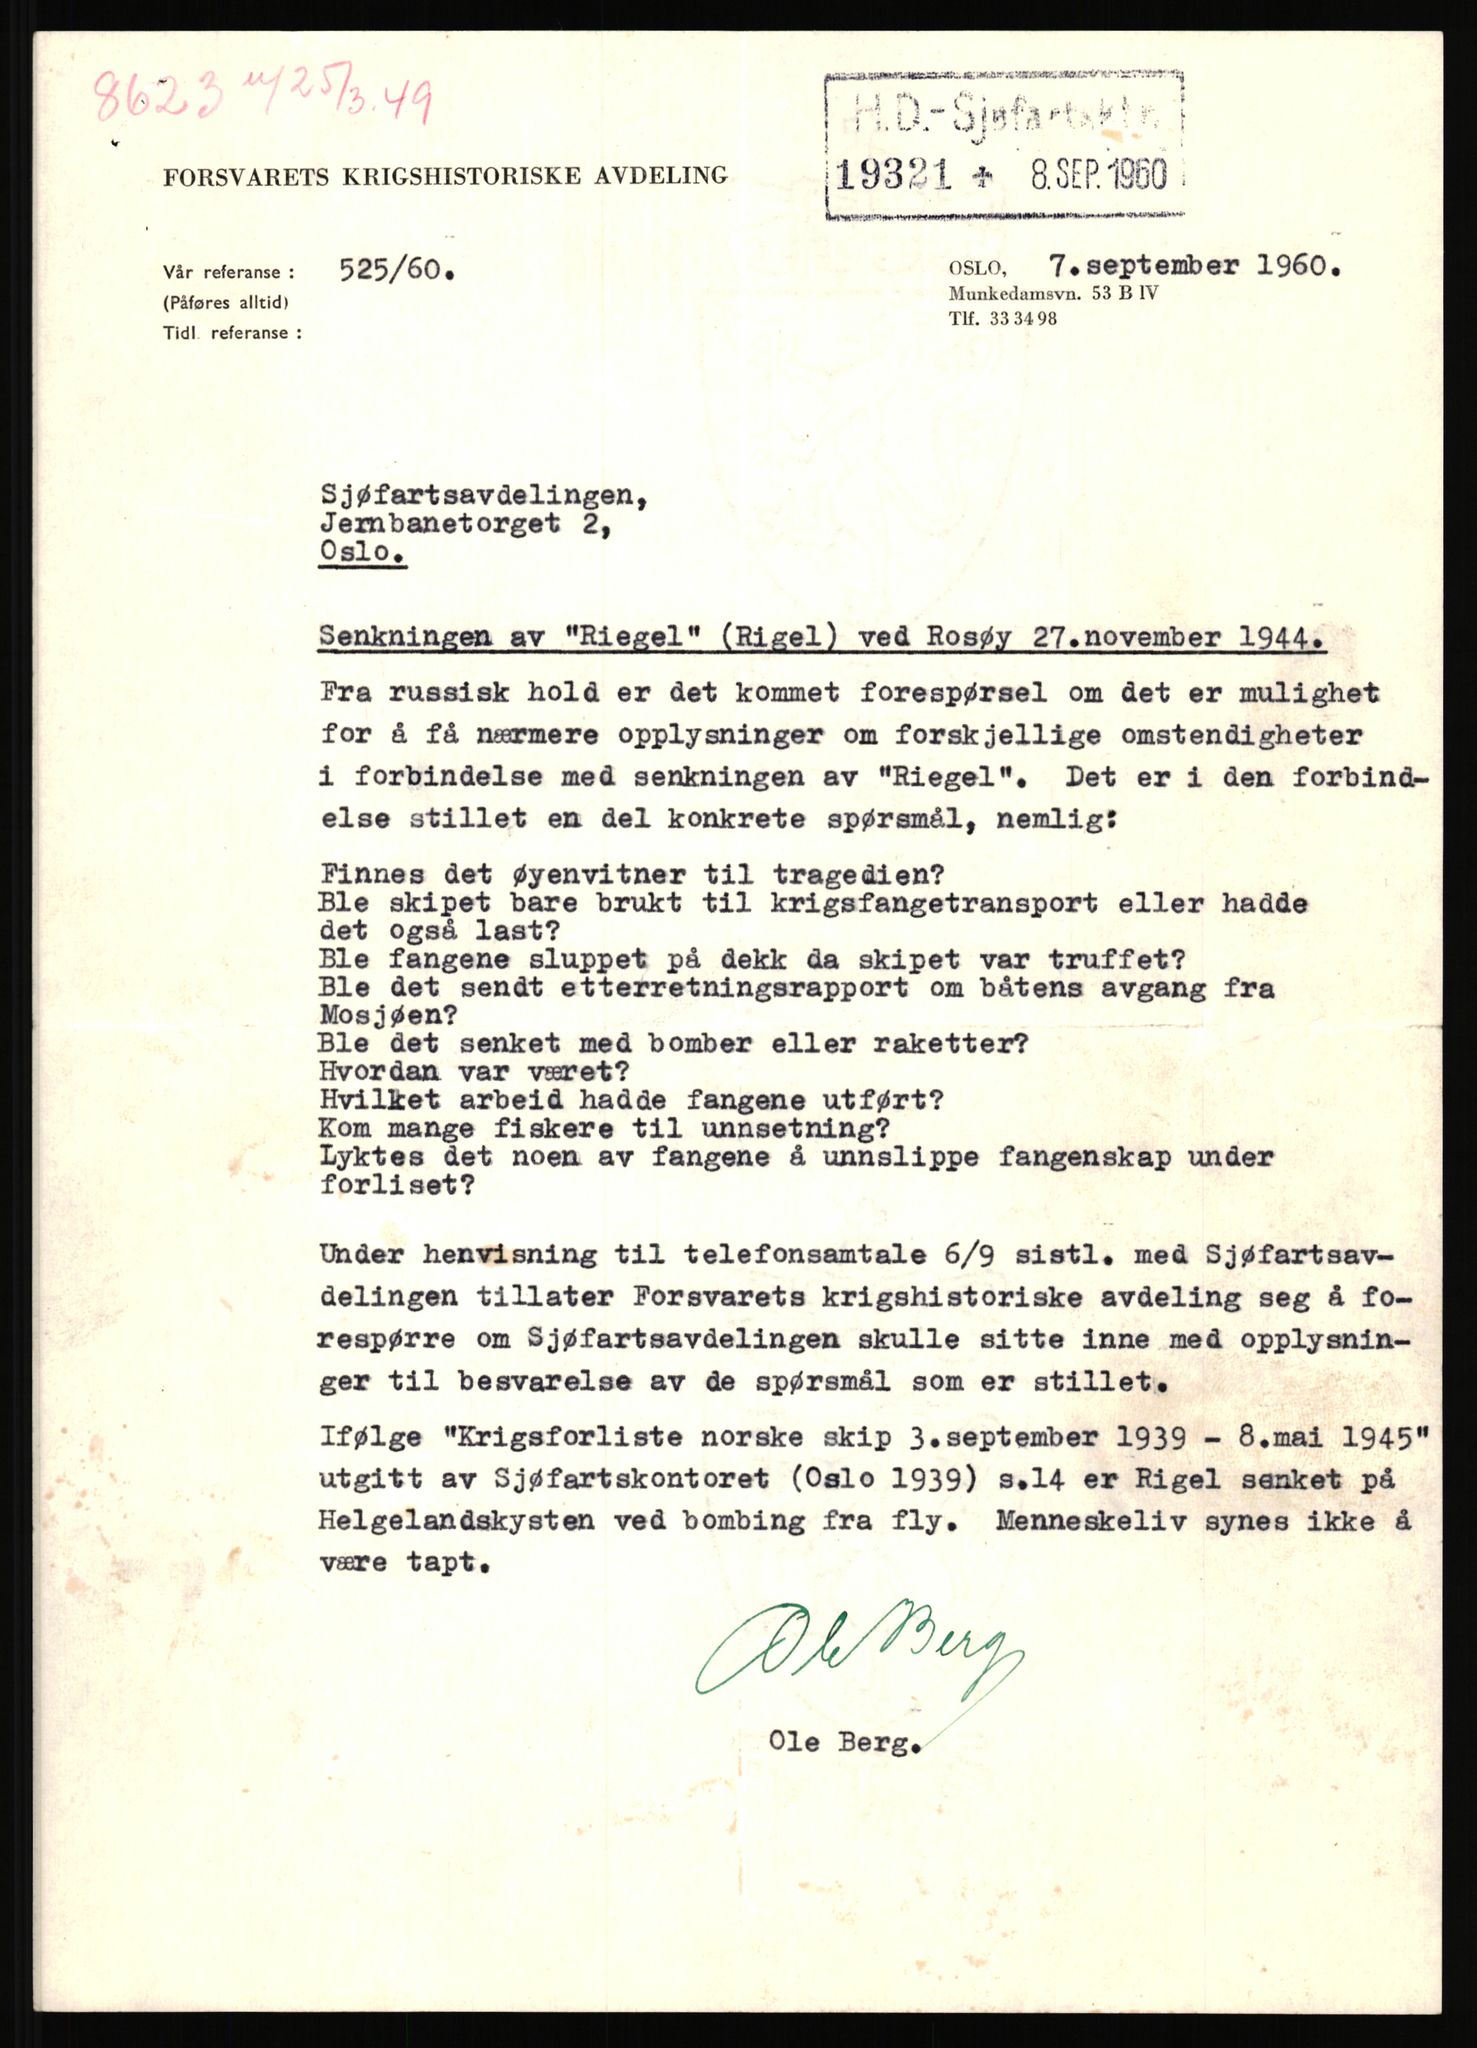 8623 m/25/3.49
H.D.-Sjøfartsktr.
19321 + 8. SEP. 1960
FORSVARETS KRIGSHISTORISKE AVDELING
Vår referanse : 525/60.
(Påføres alltid)
Tidl. referanse :
OSLO, 7.september 1960.
Munkedamsvn. 53 B IV
Tlf. 33 34 98
Sjøfartsavdelingen,
Jernbanetorget 2,
Oslo.
Senkningen av "Riegel" (Rigel) ved Rosøy 27.november 1944.
Fra russisk hold er det kommet forespørsel om det er mulighet
for å få nærmere opplysninger om forskjellige omstendigheter
i forbindelse med senkningen av "Riegel". Det er i den forbind-
else stillet en del konkrete spørsmål, nemlig:
Finnes det øyenvitner til tragedien?
Ble skipet bare brukt til krigsfangetransport eller hadde
det også last?
Ble fangene sluppet på dekk da skipet var truffet?
Ble det sendt etterretningsrapport om båtens avgang fra
Mosjøen?
Ble det senket med bomber eller raketter?
Hvordan var været?
Hvilket arbeid hadde fangene utført?
Kom mange fiskere til unnsetning?
Lyktes det noen av fangene å unnslippe fangenskap under
forliset?
Under henvisning til telefonsamtale 6/9 sistl. med Sjøfartsav-
delingen tillater Forsvarets krigshistoriske avdeling seg å fo-
respørre om Sjøfartsavdelingen skulle sitte inne med opplysnin-
ger til besvarelse av de spørsmål som er stillet.
Ifølge "Krigsforliste norske skip 3.september 1939 - 8.mai 1945"
utgitt av Sjøfartskontoret (Oslo 1939) s.14 er Rigel senket på
Helgelandskysten ved bombing fra fly. Menneskeliv synes ikke å
være tapt.
Ole Berg
Ole Berg.